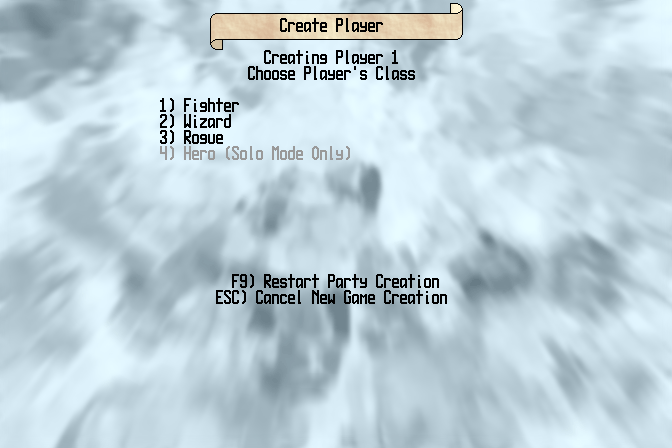 Create Player
Creating Player 1
Choose Player's Class
1) Fighter
2) Wizard
3) Rogue
4) Hero (Solo Mode Only)
F9) Restart Party Creation
ESC) Cancel New Game Creation